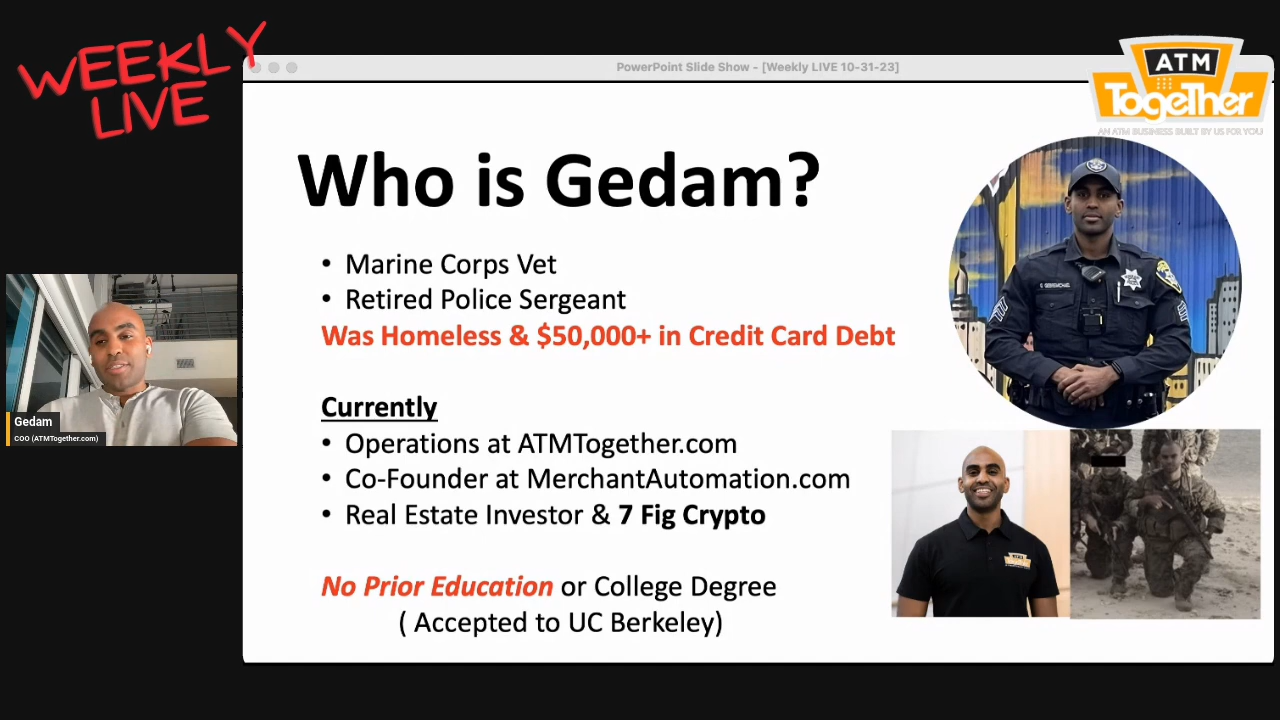 WEEKLY
LIVE
PowerPoint Slide Show - [Weekly LIVE 10-31-23]
ATM
TogeTher
AN ATM BUSINESS BUILT BY US FOR YOU
Who is Gedam?
• Marine Corps Vet
• Retired Police Sergeant
Was Homeless & $50,000+ in Credit Card Debt
Currently
• Operations at ATMTogether.com
• Co-Founder at MerchantAutomation.com
• Real Estate Investor & 7 Fig Crypto
No Prior Education or College Degree
( Accepted to UC Berkeley)
Gedam
COO (ATMTogether.com)